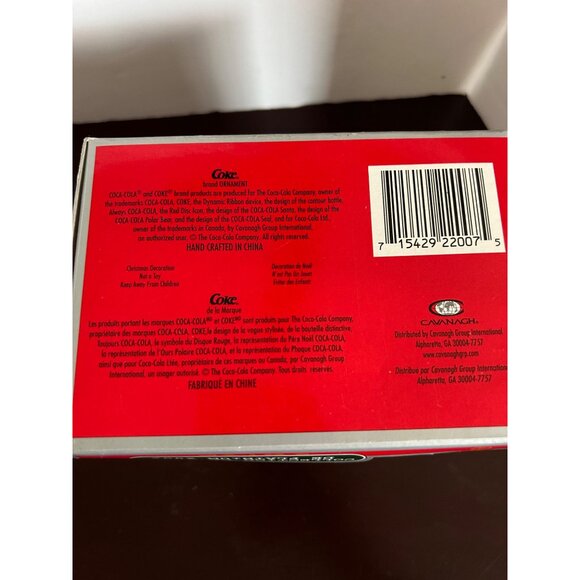 Coke
brand ORNAMENT
COCA-COLA® and COKE® brand products are produced for The Coca-Cola Company, owner of
the trademarks COCA-COLA, COKE, the Dynamic Ribbon device, the design of the contour bottle,
Always COCA-COLA, the Red Disc Icon, the design of the COCA-COLA Santa, the design of the
COCA-COLA Polar Bear, and the design of the COCA-COLA Seal, and for Coca-Cola Ltd.
owner of the trademarks in Canada, by Cavanagh Group International,
an authorized user. © The Coca-Cola Company. All rights reserved.
HAND CRAFTED IN CHINA
Christmas Decoration
Not a Toy
Keep Away From Children!
Décoration de Noël
N'est Pas Un Jouet
Coke
de la Marque
Les produits portant les marques COCA-COLA® et COKE® sont produits pour The Coca-Cola Company,
propriétaire des marques COCA-COLA, COKE, le design de la vague stylisée, de la bouteille distinctive,
Toujours COCA-COLA, le symbole du Disque Rouge, la représentation du Père Noël COCA-COLA,
la représentation de l'Ours Polaire COCA-COLA, et la représentation du Phoque COCA-COLA,
ainsi que pour Coca-Cola Ltée, propriétaire de ces marques au Canada, par Cavanagh Group
International, un usager autorisé. © The Coca-Cola Company. Tous droits reservés.
FABRIQUÉ EN CHINE
7 15429 22007 5
CAVANAGH®
Distributed by Cavanagh Group International
Alpharetta, GA 30004-7757
www.cavanaghgrp.com
Distribue par Cavanagh Group International
Alpharetta, GA 30004-7757